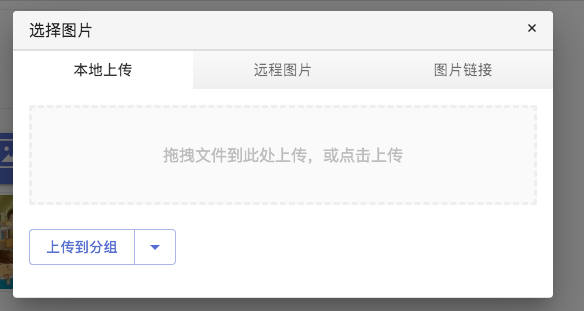 选择图片
×
本地上传
远程图片
图片链接
拖拽文件到此处上传，或点击上传
上传到分组